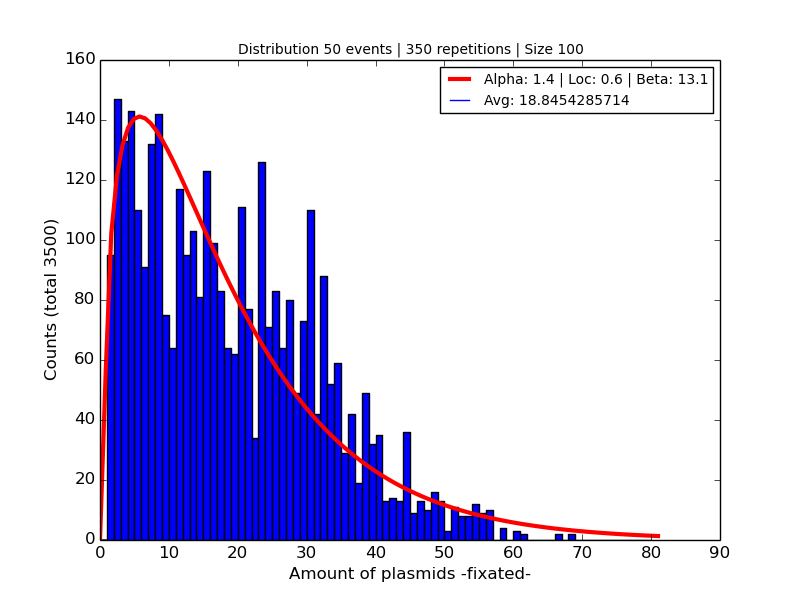 Distribution 50 events | 350 repetitions | Size 100
Alpha: 1.4 | Loc: 0.6 | Beta: 13.1
Avg: 18.8454285714
Counts (total 3500)
160
140
120
100
80
60
40
20
0
0 10 20 30 40 50 60 70 80 90
Amount of plasmids -fixated-